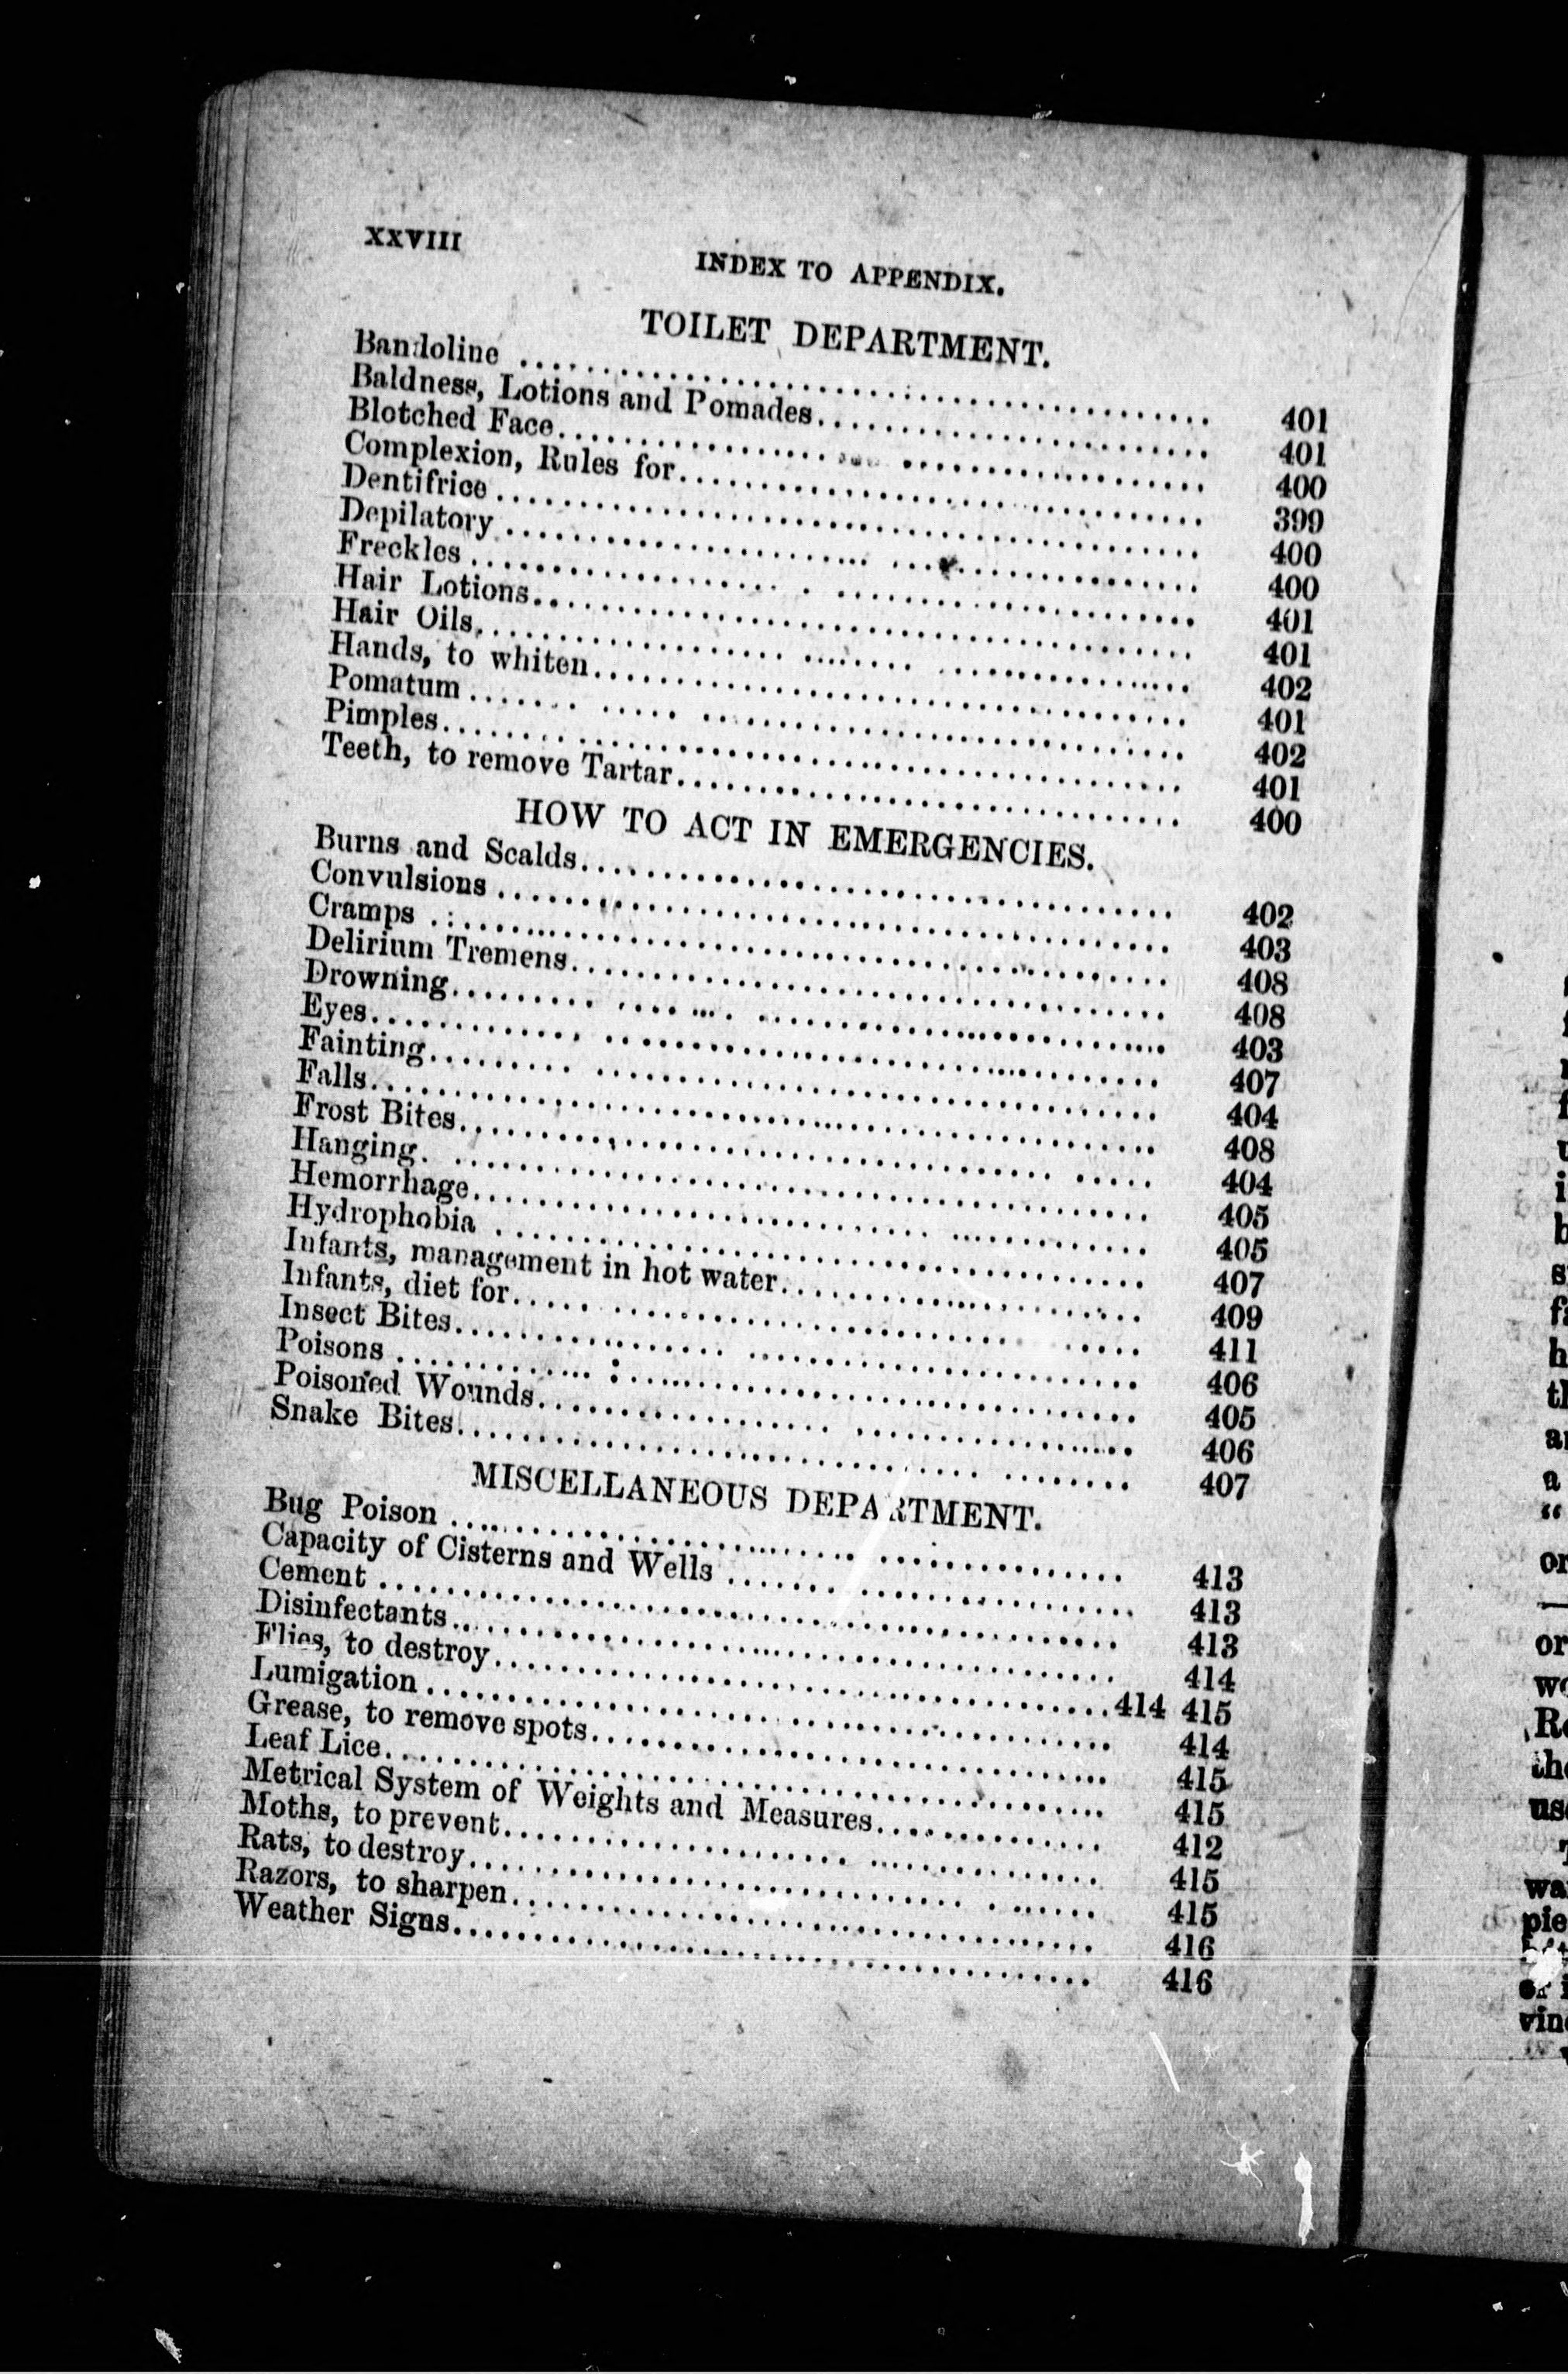 XXVIII
INDEX TO APPENDIX.
TOILET DEPARTMENT.
Bandoline ........ 401
Baldness, Lotions and Pomades........ 401
Blotched Face........ 400
Complexion, Rules for........ 399
Dentifrice ........ 400
Depilatory ........ 400
Freckles ........ 401
Hair Lotions........ 401
Hair Oils........ 402
Hands, to whiten........ 401
Pomatum ........ 402
Pimples........ 401
Teeth, to remove Tartar........ 400
HOW TO ACT IN EMERGENCIES.
Burns and Scalds........ 402
Convulsions ........ 403
Cramps ........ 408
Delirium Tremens........ 408
Drowning........ 403
Eyes........ 407
Fainting........ 404
Falls........ 408
Frost Bites........ 404
Hanging........ 405
Hemorrhage........ 405
Hydrophobia ........ 407
Infants, management in hot water........ 409
Infants, diet for........ 411
Insect Bites........ 406
Poisons ........ 405
Poisoned Wounds........ 406
Snake Bites........ 407
MISCELLANEOUS DEPARTMENT.
Bug Poison ........ 413
Capacity of Cisterns and Wells ........ 413
Cement ........ 413
Disinfectants........ 414
Flies, to destroy........414 415
Lumigation ........ 414
Grease, to remove spots........ 415
Leaf Lice........ 415
Metrical System of Weights and Measures........ 412
Moths, to prevent........ 415
Rats, to destroy........ 415
Razors, to sharpen........ 416
Weather Signs........ 416